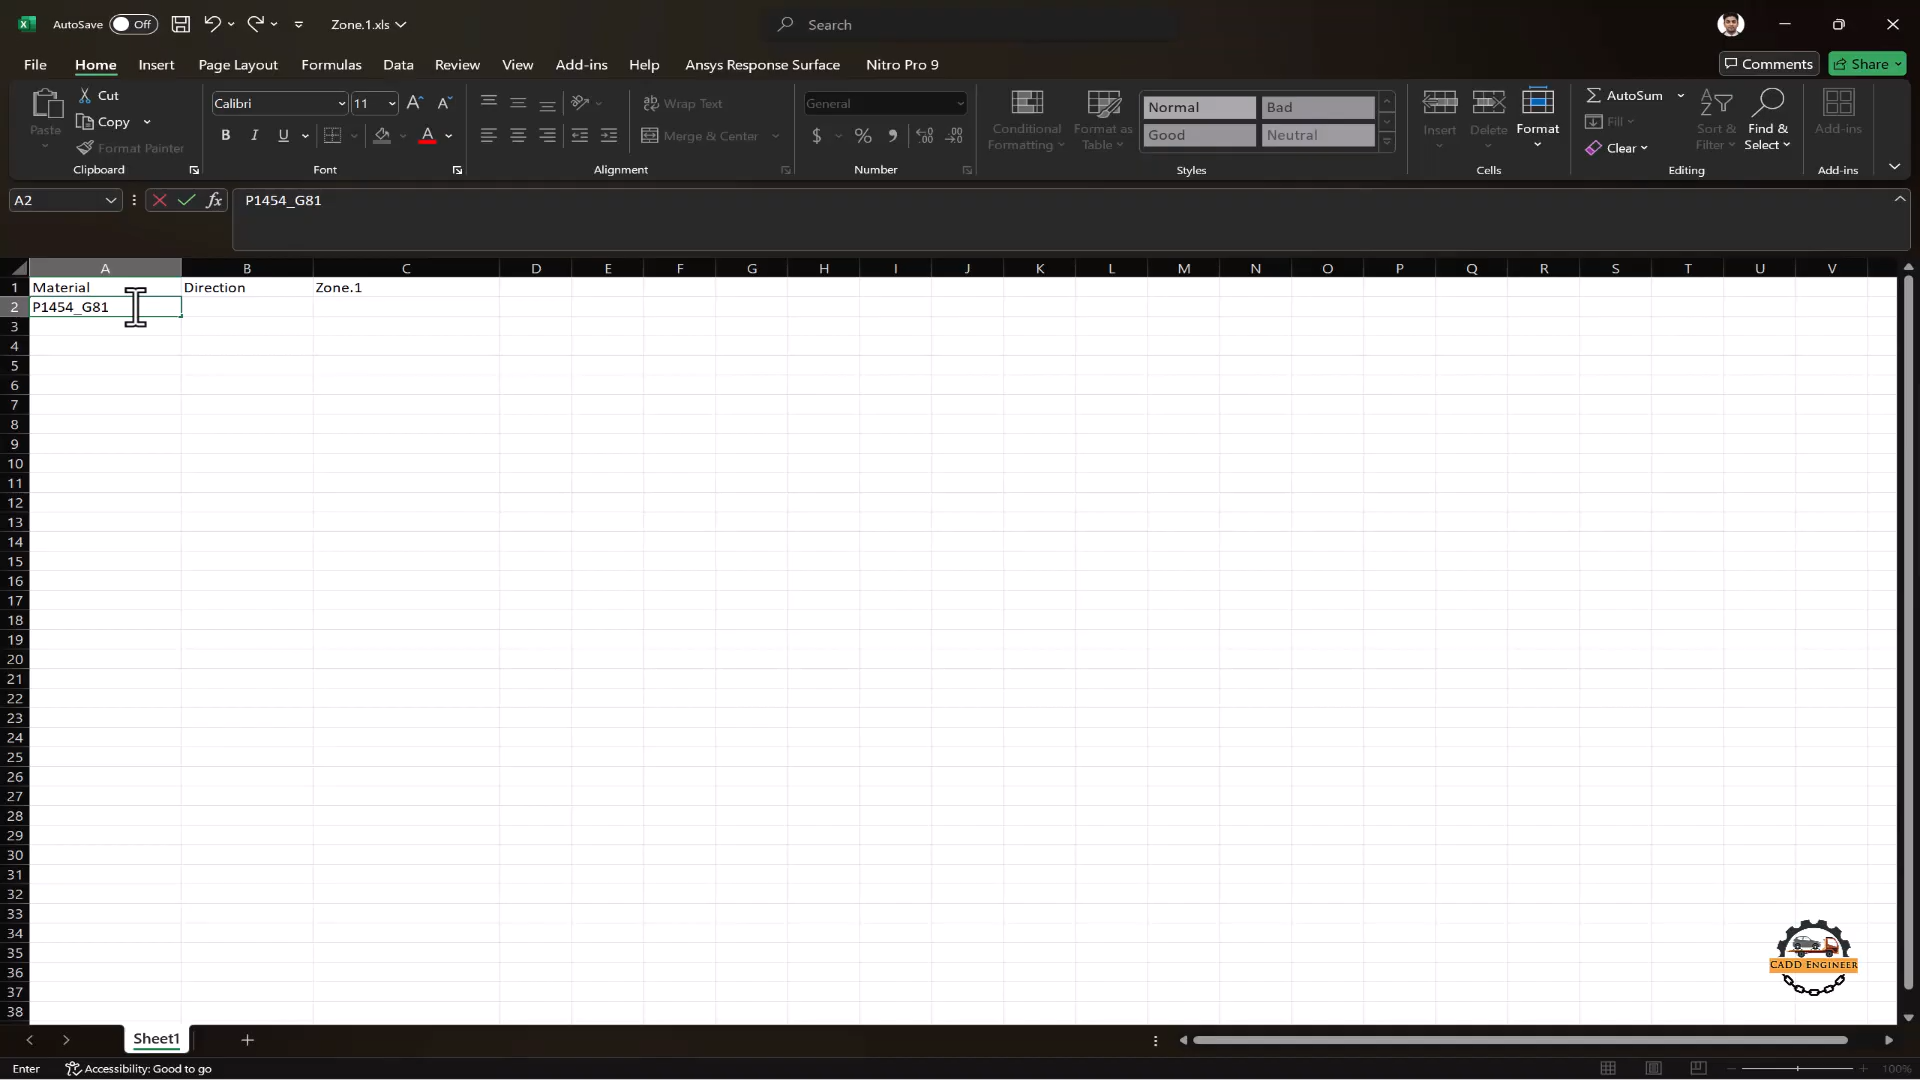 AutoSave Off Zone.1.xls Search
File Home Insert Page Layout Formulas Data Review View Add-ins Help Ansys Response Surface Nitro Pro 9 Comments Share
Paste Cut Copy Format Painter Clipboard
Calibri 11 A A B I U A Font
Wrap Text Merge & Center Alignment
General $ % Number
Conditional Formatting Format as Table Normal Bad Good Neutral Styles
Insert Delete Format Cells
AutoSum Fill Clear Sort & Filter Find & Select Editing
Add-ins Add-ins
A2 fx P1454_G81
A B C D E F G H I J K L M N O P Q R S T U V
1 Material Direction Zone.1
2 P1454_G81
3
4
5
6
7
8
9
10
11
12
13
14
15
16
17
18
19
20
21
22
23
24
25
26
27
28
29
30
31
32
33
34
35
36
37
38
CADD ENGINEER
Sheet1
Enter Accessibility: Good to go 100%